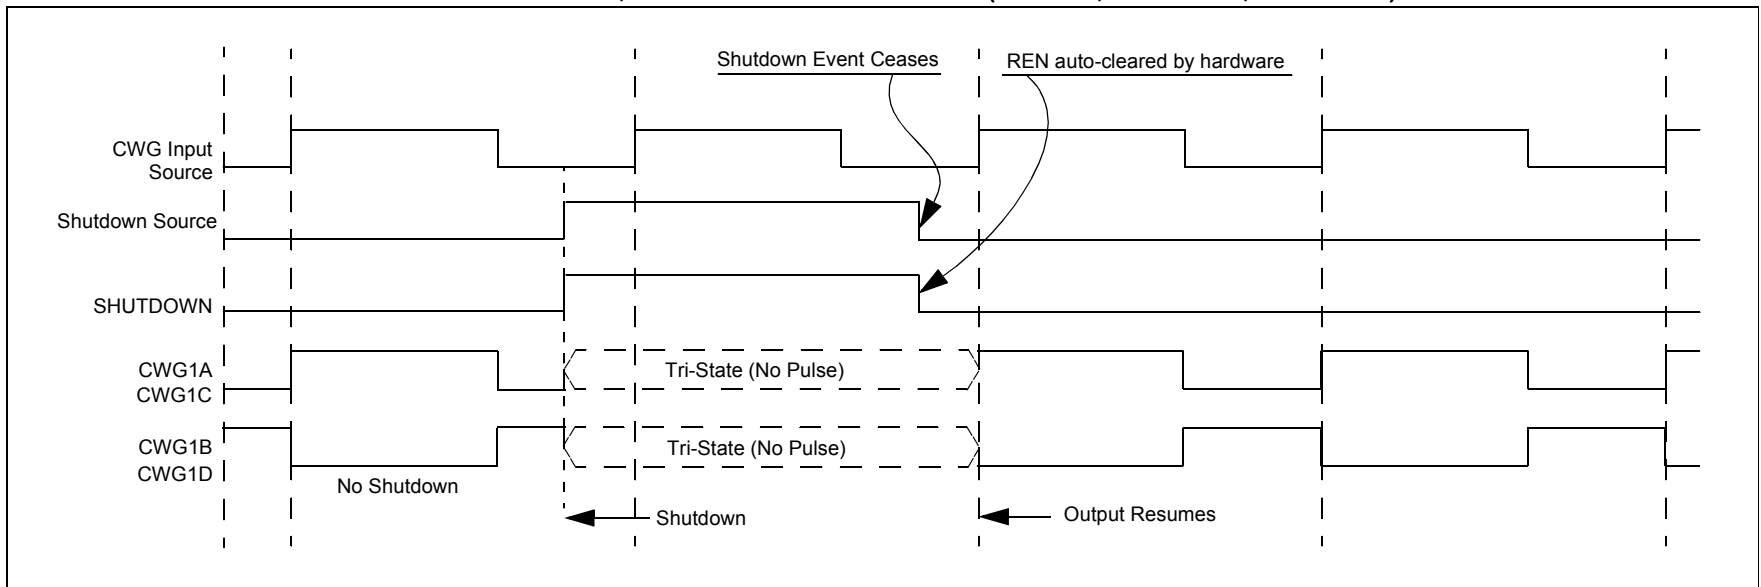 Shutdown Event Ceases
REN auto-cleared by hardware
CWG Input
Source
Shutdown Source
SHUTDOWN
CWG1A
CWG1C
Tri-State (No Pulse)
CWG1B
CWG1D
Tri-State (No Pulse)
No Shutdown
Shutdown
Output Resumes